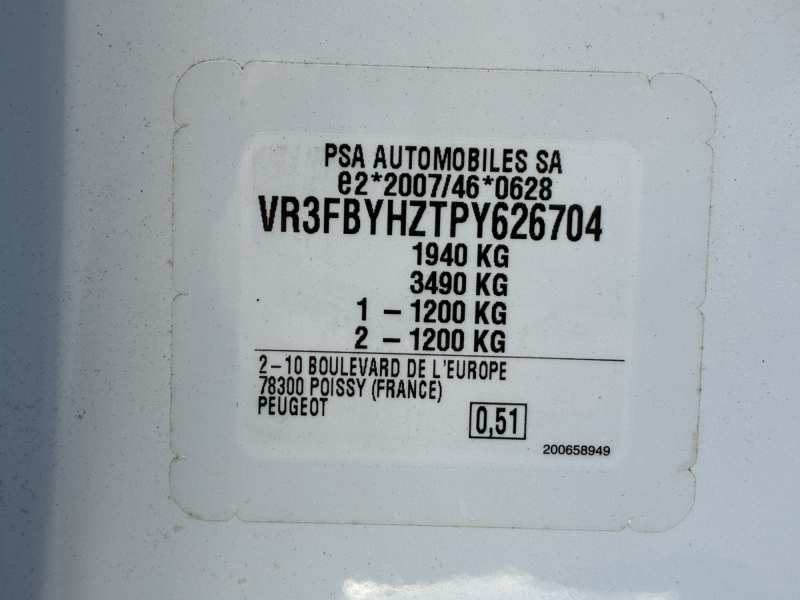 PSA AUTOMOBILES SA
e2*2007/46*0628
VR3FBYHZTPY626704
1940 KG
3490 KG
1 – 1200 KG
2 – 1200 KG
2–10 BOULEVARD DE L'EUROPE
78300 POISSY (FRANCE)
PEUGEOT
0,51
200658949